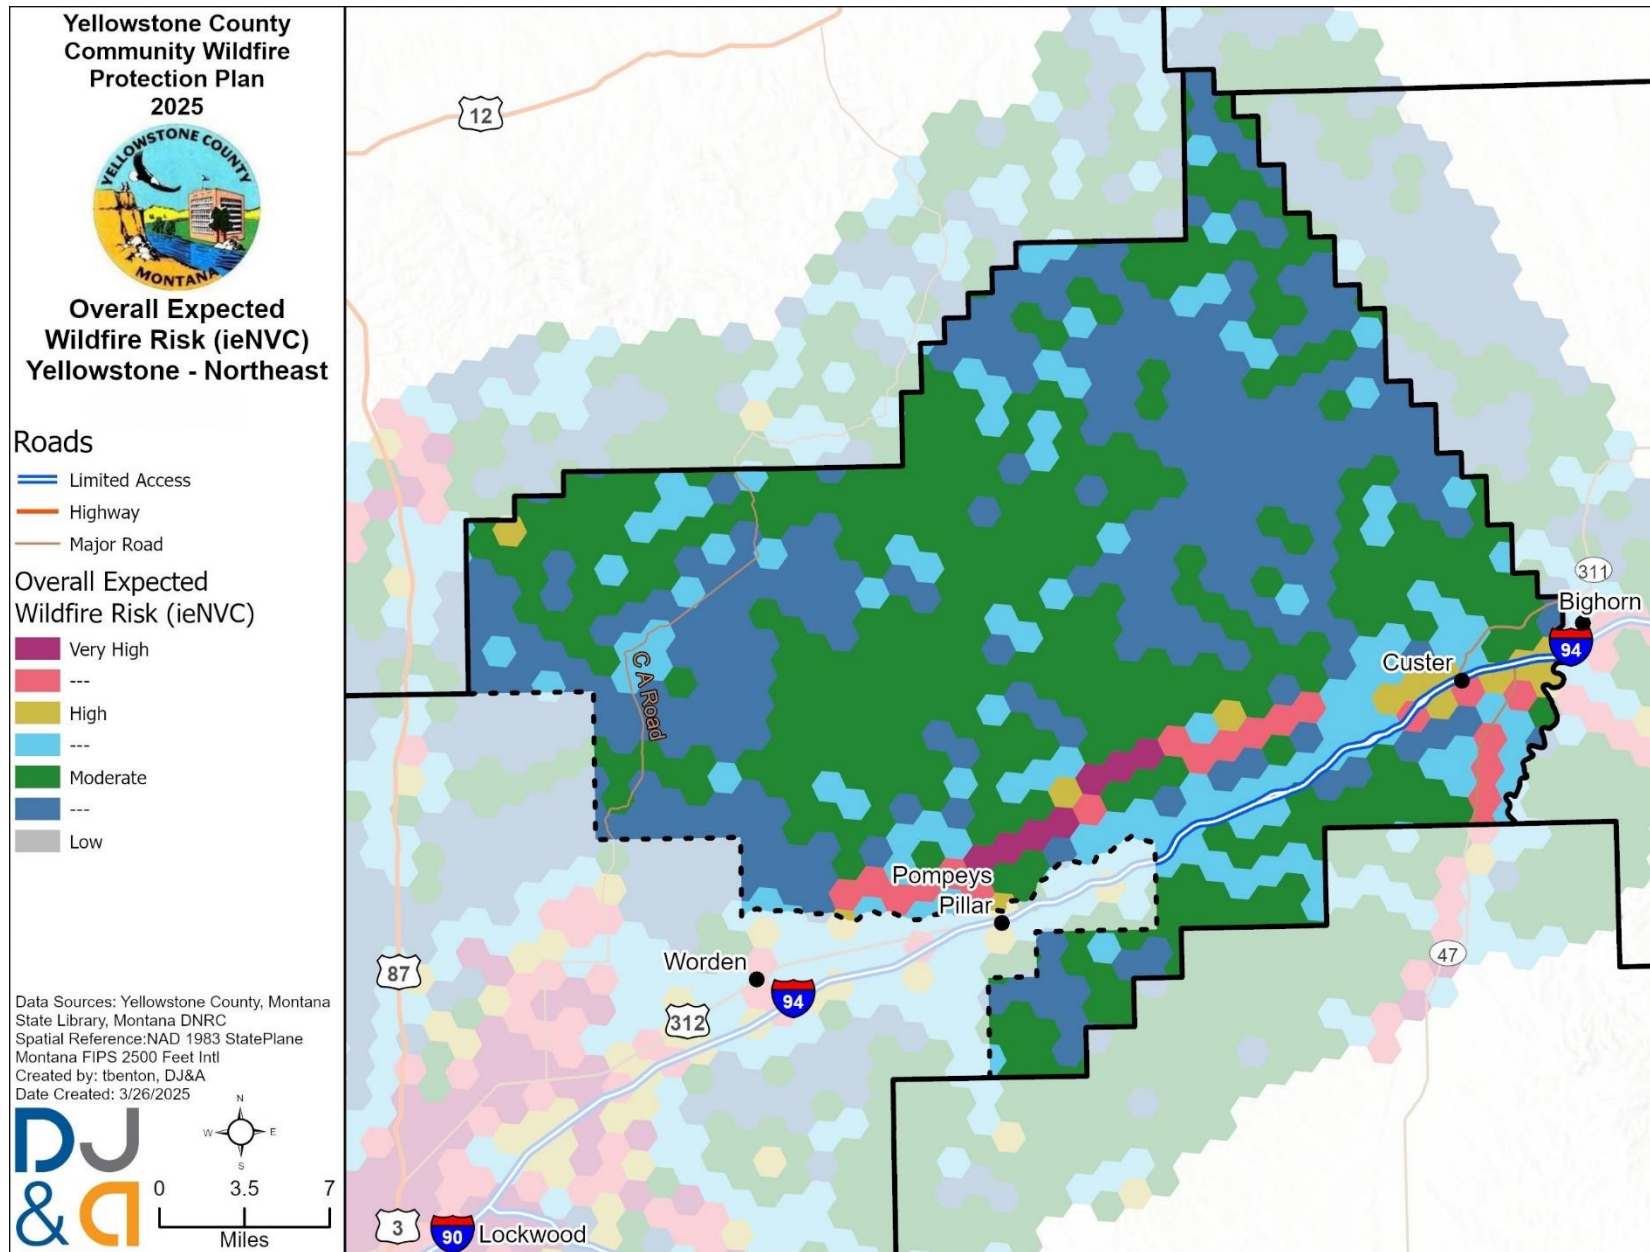 Yellowstone County
Community Wildfire
Protection Plan
2025
YELLOWSTONE COUNTY
MONTANA
Overall Expected
Wildfire Risk (ieNVC)
Yellowstone - Northeast
Roads
Limited Access
Highway
Major Road
Overall Expected
Wildfire Risk (ieNVC)
Very High
---
High
---
Moderate
---
Low
Data Sources: Yellowstone County, Montana
State Library, Montana DNRC
Spatial Reference:NAD 1983 StatePlane
Montana FIPS 2500 Feet Intl
Created by: tbenton, DJ&A
Date Created: 3/26/2025
DJ
&A
N
W E
S
0 3.5 7
Miles
12
311
Bighorn
94
Custer
C A Road
Pompeys
Pillar
Worden
87
94
312
47
3
90
Lockwood